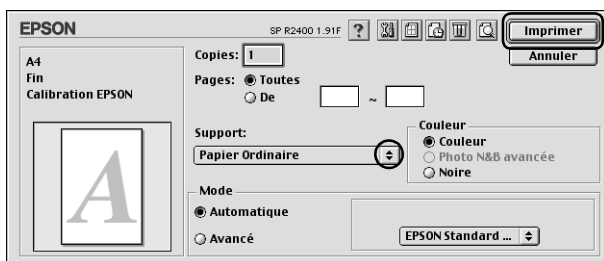 EPSON
SP R2400 1.91F
?
Imprimer
Annuler
A4
Fin
Calibration EPSON
A
Copies: 1
Pages: Toutes
De ~
Support:
Papier Ordinaire
Couleur
Couleur
Photo N&B avancée
Noire
Mode
Automatique
Avancé
EPSON Standard ...